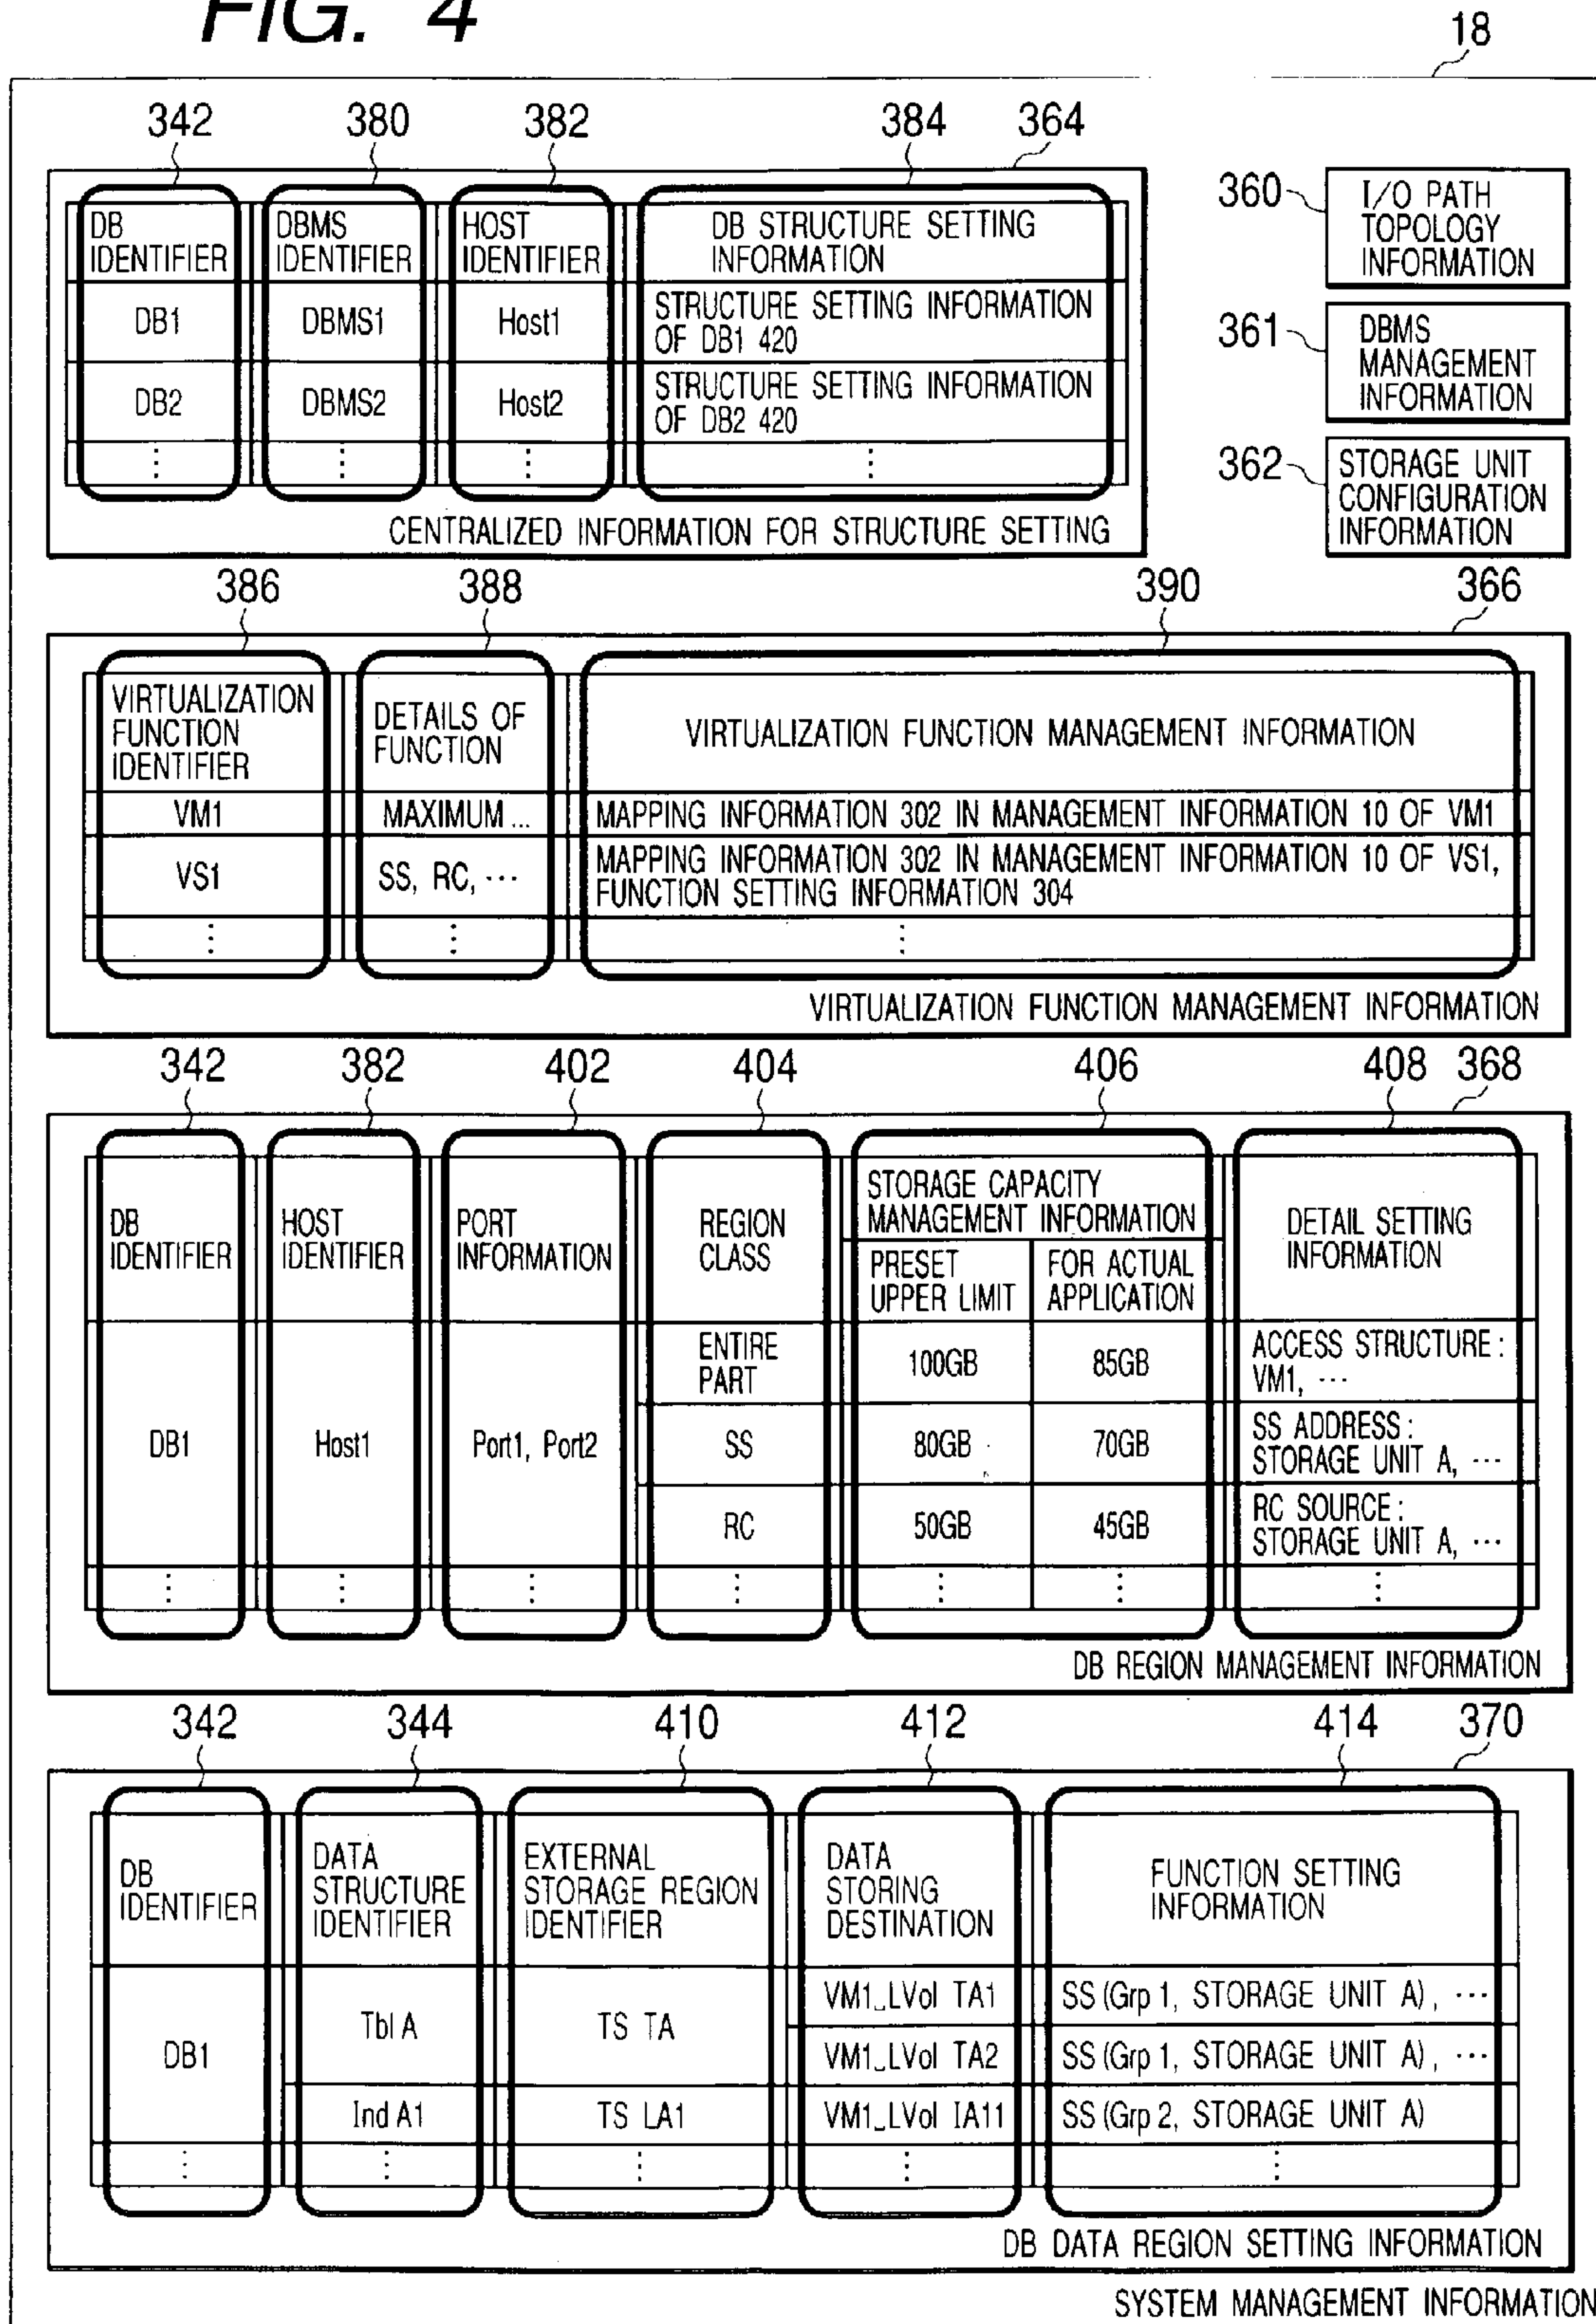 FIG. 4
18
342 380 382 384 364
DB IDENTIFIER
DBMS IDENTIFIER
HOST IDENTIFIER
DB STRUCTURE SETTING INFORMATION
DB1 DBMS1 Host1 STRUCTURE SETTING INFORMATION OF DB1 420
DB2 DBMS2 Host2 STRUCTURE SETTING INFORMATION OF DB2 420
CENTRALIZED INFORMATION FOR STRUCTURE SETTING
360
I/O PATH
TOPOLOGY
INFORMATION
361
DBMS
MANAGEMENT
INFORMATION
362
STORAGE UNIT
CONFIGURATION
INFORMATION
386 388 390 366
VIRTUALIZATION
FUNCTION
IDENTIFIER
DETAILS OF
FUNCTION
VIRTUALIZATION FUNCTION MANAGEMENT INFORMATION
VM1 MAXIMUM ... MAPPING INFORMATION 302 IN MANAGEMENT INFORMATION 10 OF VM1
VS1 SS, RC, ... MAPPING INFORMATION 302 IN MANAGEMENT INFORMATION 10 OF VS1,
FUNCTION SETTING INFORMATION 304
VIRTUALIZATION FUNCTION MANAGEMENT INFORMATION
342 382 402 404 406 408 368
DB
IDENTIFIER
HOST
IDENTIFIER
PORT
INFORMATION
REGION
CLASS
STORAGE CAPACITY
MANAGEMENT INFORMATION
PRESET
UPPER LIMIT
FOR ACTUAL
APPLICATION
DETAIL SETTING
INFORMATION
DB1 Host1 Port1, Port2
ENTIRE
PART
100GB 85GB
ACCESS STRUCTURE:
VM1, ...
SS 80GB 70GB
SS ADDRESS:
STORAGE UNIT A, ...
RC 50GB 45GB
RC SOURCE:
STORAGE UNIT A, ...
DB REGION MANAGEMENT INFORMATION
342 344 410 412 414 370
DB
IDENTIFIER
DATA
STRUCTURE
IDENTIFIER
EXTERNAL
STORAGE REGION
IDENTIFIER
DATA
STORING
DESTINATION
FUNCTION SETTING
INFORMATION
DB1
Tbl A TS TA
VM1_LVol TA1 SS (Grp 1, STORAGE UNIT A), ...
VM1_LVol TA2 SS (Grp 1, STORAGE UNIT A), ...
Ind A1 TS LA1 VM1_LVol IA11 SS (Grp 2, STORAGE UNIT A)
DB DATA REGION SETTING INFORMATION
SYSTEM MANAGEMENT INFORMATION